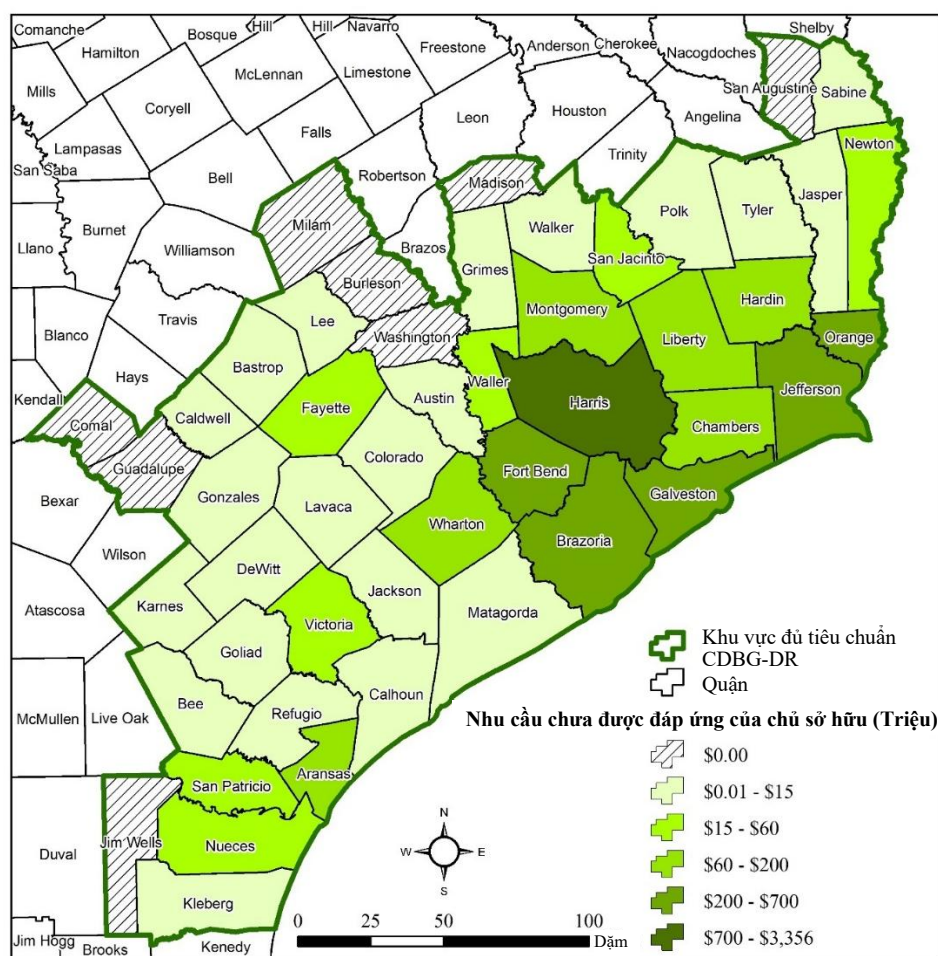 Comanche
Hamilton
Bosque
Hill
Hill
Navarro
Freestone
Anderson
Cherokee
Nacogdoches
Shelby
Mills
Coryell
McLennan
Limestone
Leon
Houston
Angelina
San Augustine
Sabine
Lampasas
San Saba
Falls
Trinity
Newton
Bell
Robertson
Madison
Burnet
Milam
Walker
Polk
Tyler
Jasper
Llano
Williamson
Brazos
Grimes
San Jacinto
Burleson
Travis
Lee
Washington
Montgomery
Hardin
Blanco
Bastrop
Liberty
Orange
Hays
Waller
Jefferson
Kendall
Caldwell
Fayette
Austin
Harris
Comal
Chambers
Guadalupe
Colorado
Fort Bend
Bexar
Gonzales
Lavaca
Galveston
Wharton
Brazoria
Wilson
DeWitt
Atascosa
Karnes
Jackson
Matagorda
Victoria
Goliad
Calhoun
McMullen
Live Oak
Bee
Refugio
San Patricio
Aransas
Duval
Jim Wells
Nueces
Kleberg
Jim Hogg
Brooks
Kenedy
Khu vực đủ tiêu chuẩn
CDBG-DR
Quận
Nhu cầu chưa được đáp ứng của chủ sở hữu (Triệu)
$0.00
$0.01 - $15
$15 - $60
$60 - $200
$200 - $700
$700 - $3,356
N
W E
S
0 25 50 100
Dặm